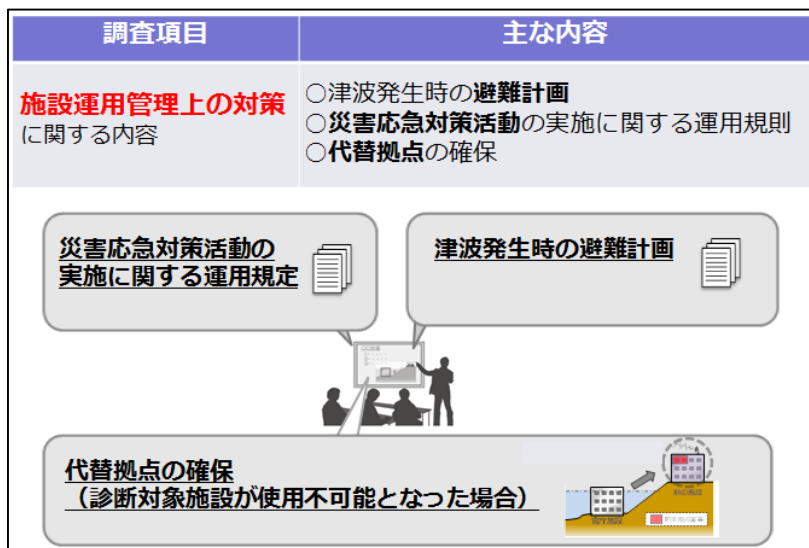 調査項目
主な内容
施設運用管理上の対策
に関する内容
○津波発生時の避難計画
○災害応急対策活動の実施に関する運用規則
○代替拠点の確保
災害応急対策活動の
実施に関する運用規定
津波発生時の避難計画
代替拠点の確保
（診断対象施設が使用不可能となった場合）